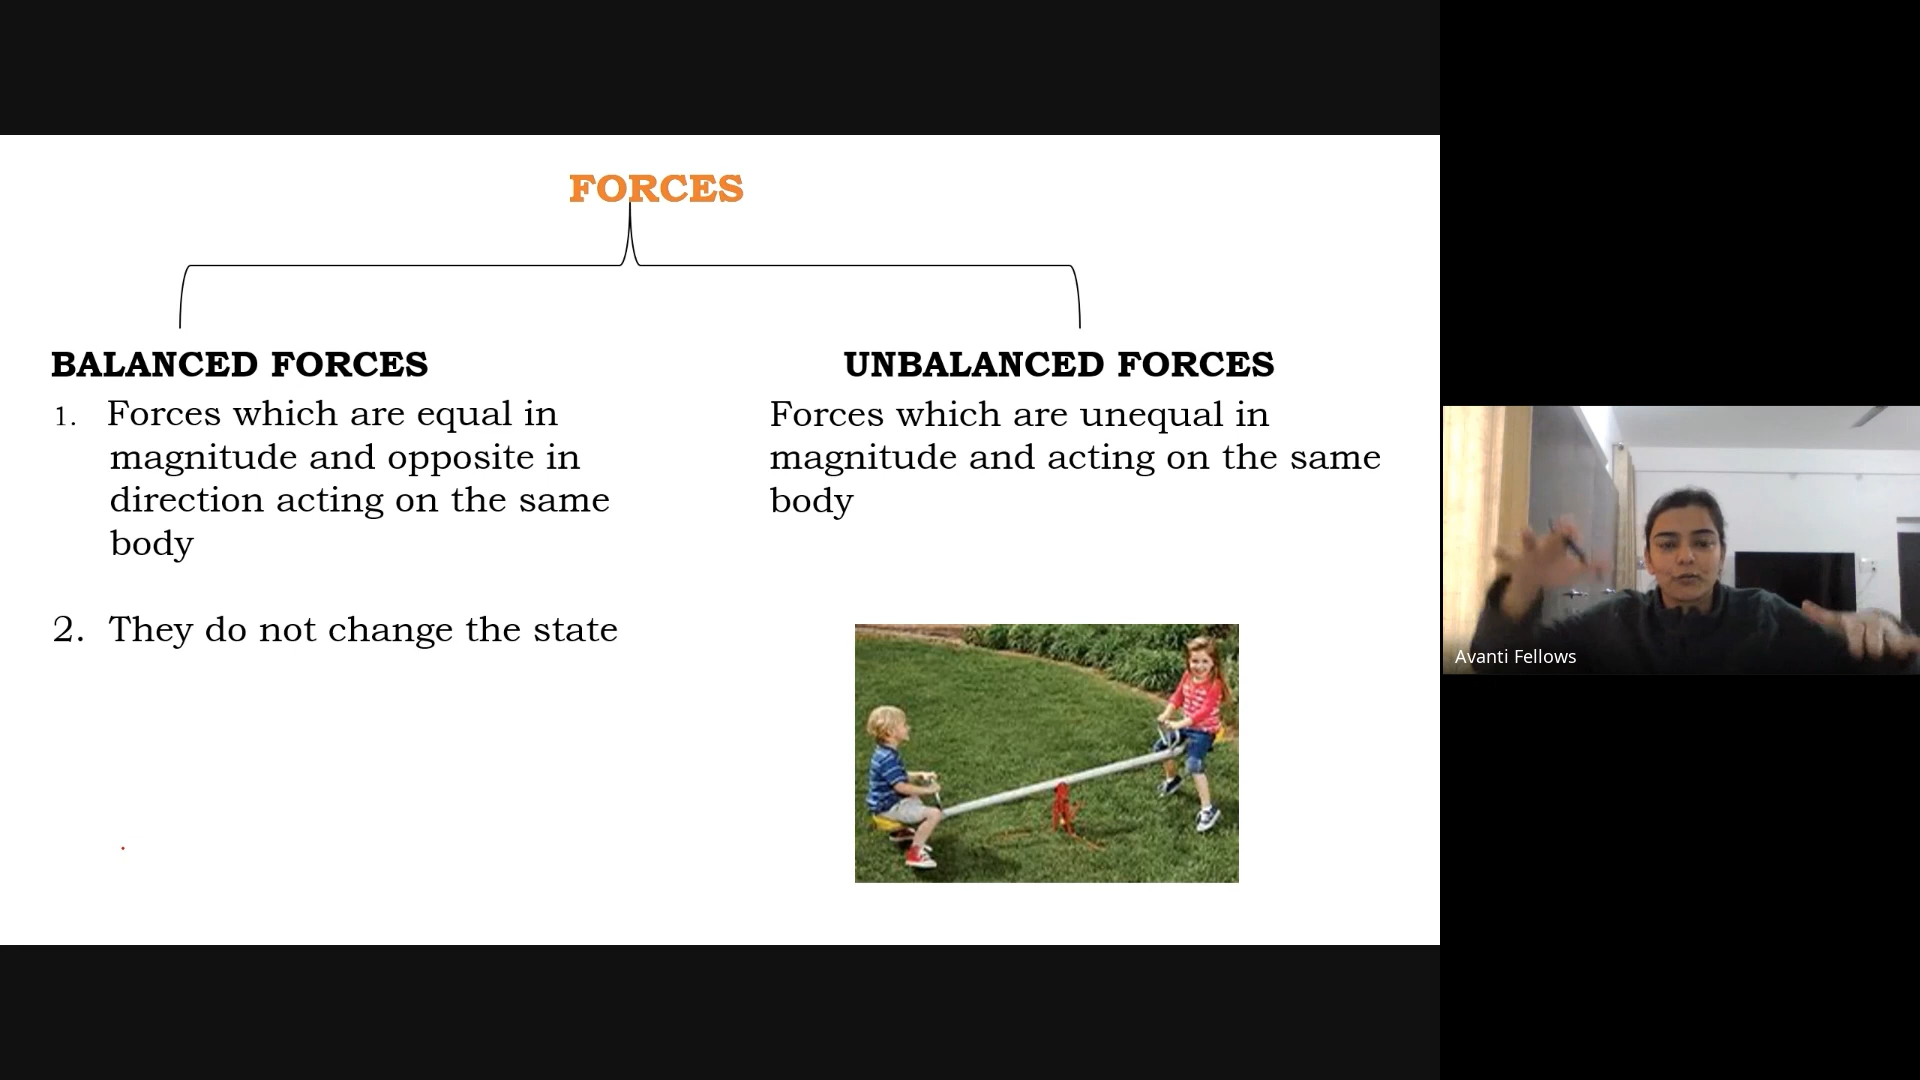 FORCES
BALANCED FORCES
1. Forces which are equal in
magnitude and opposite in
direction acting on the same
body
2. They do not change the state
UNBALANCED FORCES
Forces which are unequal in
magnitude and acting on the same
body
Avanti Fellows